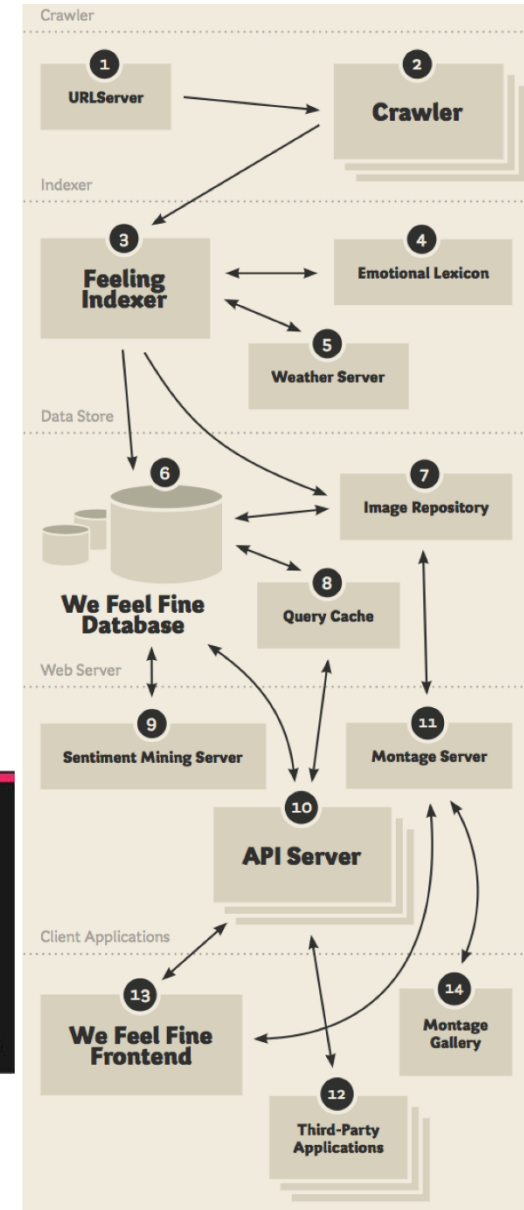 Crawler
1
URLServer
2
Crawler
Indexer
3
Feeling
Indexer
4
Emotional Lexicon
5
Weather Server
Data Store
6
We Feel Fine
Database
7
Image Repository
8
Query Cache
Web Server
9
Sentiment Mining Server
10
API Server
11
Montage Server
Client Applications
13
We Feel Fine
Frontend
14
Montage
Gallery
12
Third-Party
Applications